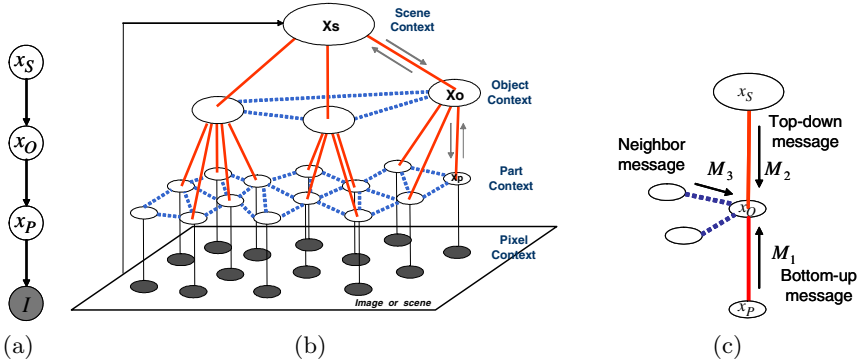 x_S
x_O
x_P
I
(a)
Xs
Scene
Context
Xo
Object
Context
Xp
Part
Context
Pixel
Context
Image or scene
(b)
x_S
Top-down
message
Neighbor
message
M_3
M_2
x_O
M_1
Bottom-up
message
x_P
(c)